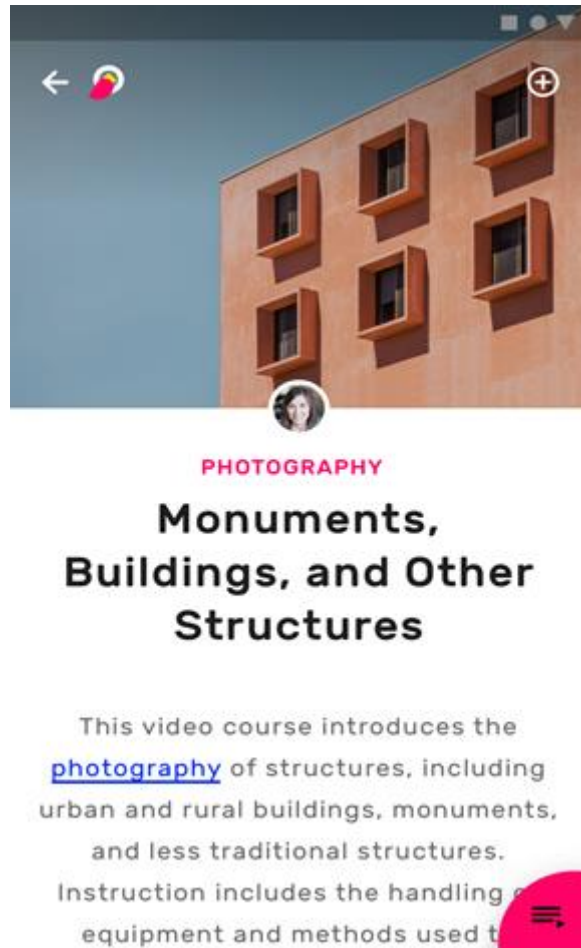 PHOTOGRAPHY
Monuments,
Buildings, and Other
Structures
This video course introduces the
photography of structures, including
urban and rural buildings, monuments,
and less traditional structures.
Instruction includes the handling
equipment and methods used